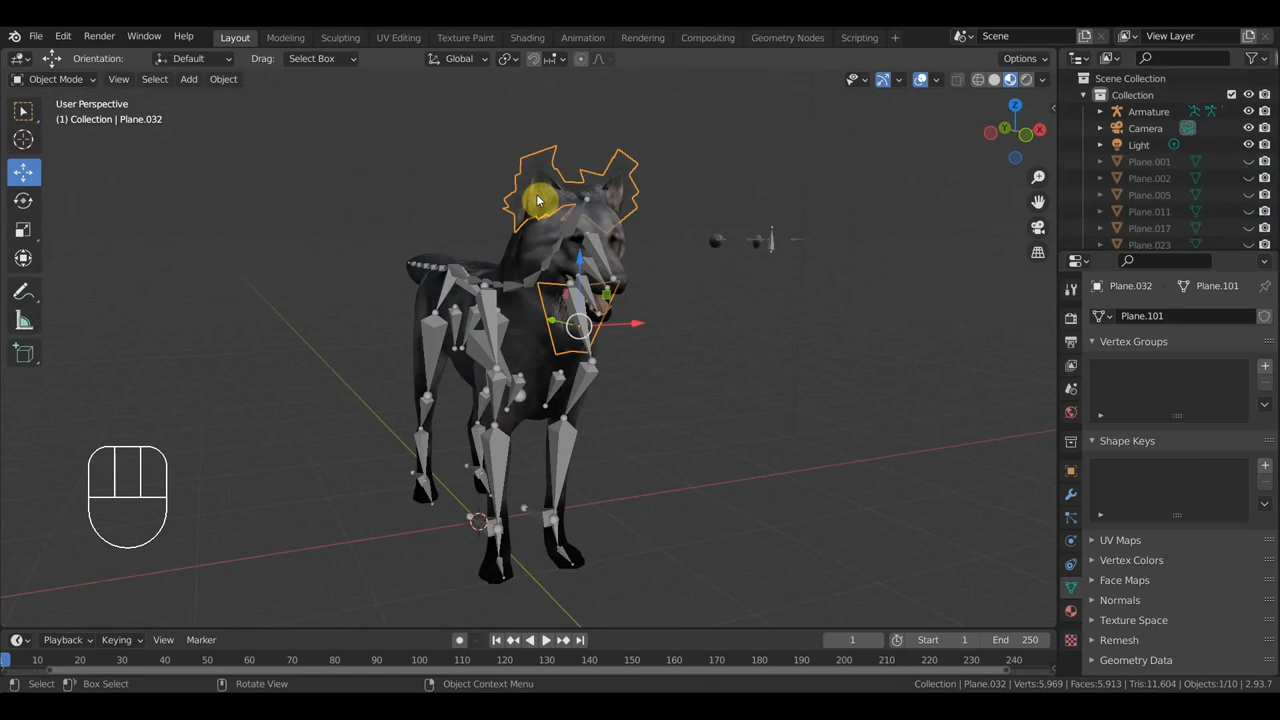 File Edit Render Window Help Layout Modeling Sculpting UV Editing Texture Paint Shading Animation Rendering Compositing Geometry Nodes Scripting + Scene View Layer
Orientation: Default Drag: Select Box Global Options
Object Mode View Select Add Object
User Perspective
(1) Collection | Plane.032
Z
Y
X
Scene Collection
Collection
Armature
Camera
Light
Plane.001
Plane.002
Plane.005
Plane.011
Plane.017
Plane.023
Plane.032 Plane.101
Plane.101
Vertex Groups
Shape Keys
UV Maps
Vertex Colors
Face Maps
Normals
Texture Space
Remesh
Geometry Data
Playback Keying View Marker 1 Start 1 End 250
10 20 30 40 50 60 70 80 90 100 110 120 130 140 150 160 170 180 190 200 210 220 230 240
Select Box Select Rotate View Object Context Menu Collection | Plane.032 | Verts:5,969 | Faces:5,913 | Tris:11,604 | Objects:1/10 | 2.93.7